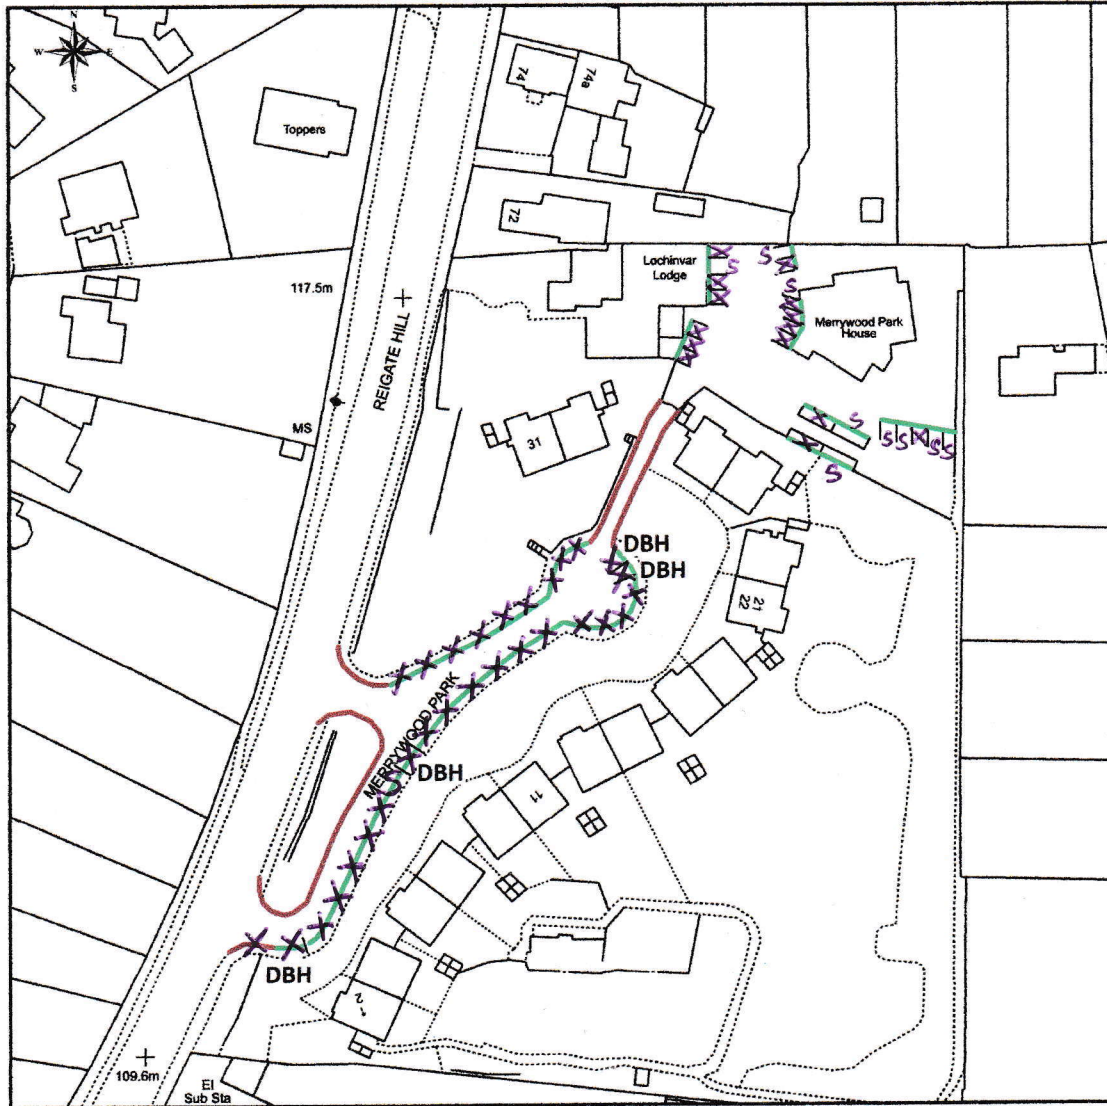 N
W E
S
74
74a
Toppers
72
Lochinvar
Lodge
S
S
S
117.5m
REIGATE HILL
Merrywood Park
House
MS
31
S
S S S S
S
DBH
DBH
21
22
MERRYWOOD PARK
DBH
11
DBH
2
109.6m
El
Sub Sta